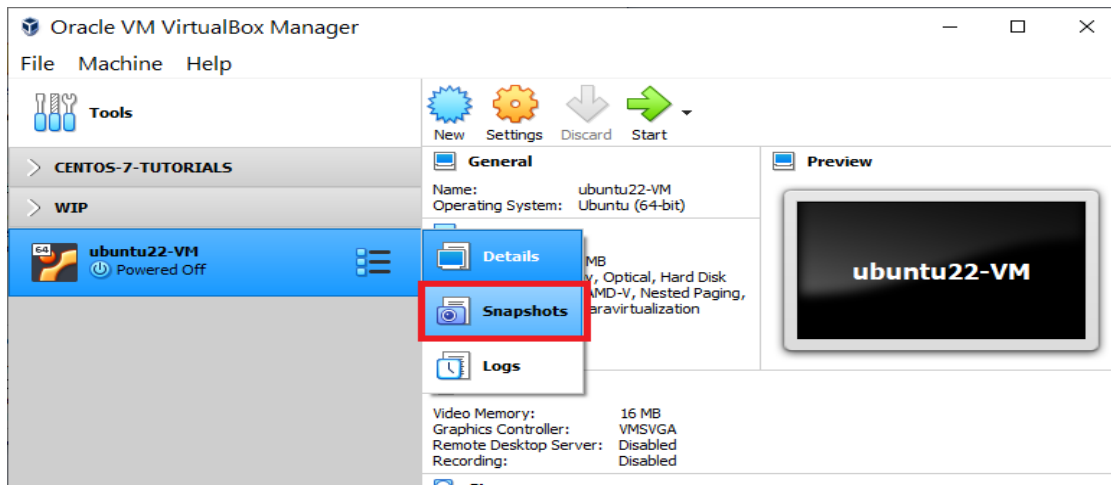 Oracle VM VirtualBox Manager
File Machine Help
Tools
New Settings Discard Start
CENTOS-7-TUTORIALS
WIP
64
ubuntu22-VM
Powered Off
General
Name: ubuntu22-VM
Operating System: Ubuntu (64-bit)
Preview
ubuntu22-VM
Details
Snapshots
Logs
MB
, Optical, Hard Disk
AMD-V, Nested Paging,
aravirtualization
Video Memory: 16 MB
Graphics Controller: VMSVGA
Remote Desktop Server: Disabled
Recording: Disabled